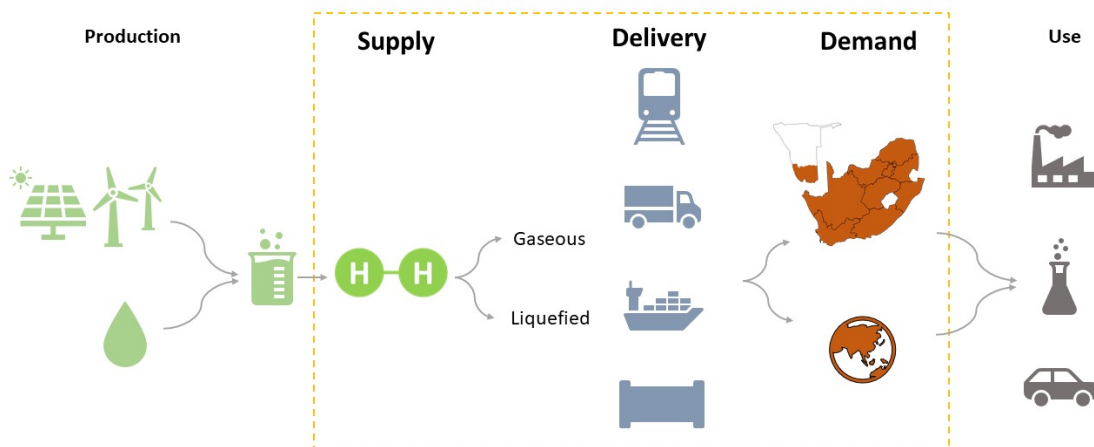 Production
Supply
Delivery
Demand
Use
H H
Gaseous
Liquefied